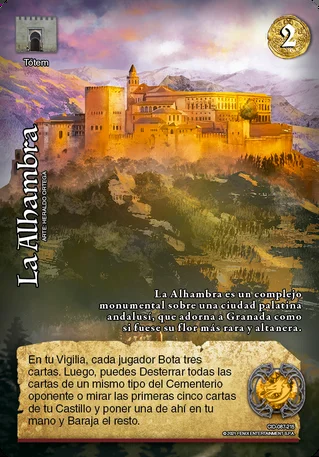 2
Tótem
La Alhambra
ARTE: HERALDO ORTEGA
La Alhambra es un complejo
monumental sobre una ciudad palatina
andalusí, que adorna a Granada como
si fuese su flor más rara y altanera.
En tu Vigilia, cada jugador Bota tres
cartas. Luego, puedes Desterrar todas las
cartas de un mismo tipo del Cementerio
oponente o mirar las primeras cinco cartas
de tu Castillo y poner una de ahí en tu
mano y Baraja el resto.
© 2021 FENIX ENTERTAINMENT S.P.A.